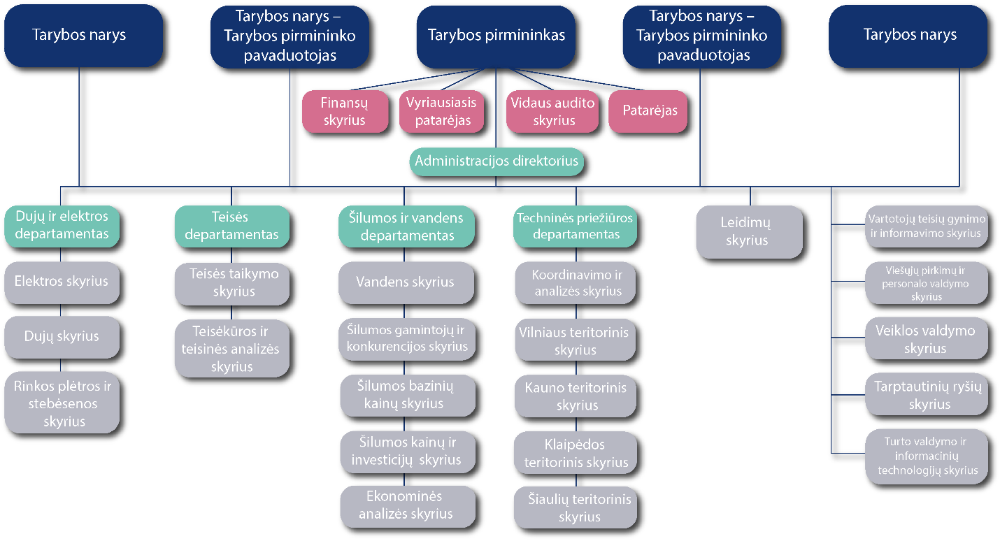 Tarybos narys
Tarybos narys –
Tarybos pirmininko
pavaduotojas
Tarybos pirmininkas
Tarybos narys –
Tarybos pirmininko
pavaduotojas
Tarybos narys
Finansų
skyrius
Vyriausiasis
patarėjas
Vidaus audito
skyrius
Patarėjas
Administracijos direktorius
Dujų ir elektros
departamentas
Elektros skyrius
Dujų skyrius
Rinkos plėtros ir
stebėsenos
skyrius
Teisės
departamentas
Teisės taikymo
skyrius
Teisėkūros ir
teisinės analizės
skyrius
Šilumos ir vandens
departamentas
Vandens skyrius
Šilumos gamintojų ir
konkurencijos skyrius
Šilumos bazinių
kainų skyrius
Šilumos kainų ir
investicijų skyrius
Ekonominės
analizės skyrius
Techninės priežiūros
departamentas
Koordinavimo ir
analizės skyrius
Vilniaus teritorinis
skyrius
Kauno teritorinis
skyrius
Klaipėdos
teritorinis skyrius
Šiaulių teritorinis
skyrius
Leidimų
skyrius
Vartotojų teisių gynimo
ir informavimo skyrius
Viešųjų pirkimų ir
personalo valdymo
skyrius
Veiklos valdymo
skyrius
Tarptautinių ryšių
skyrius
Turto valdymo ir
informacinių
technologijų skyrius